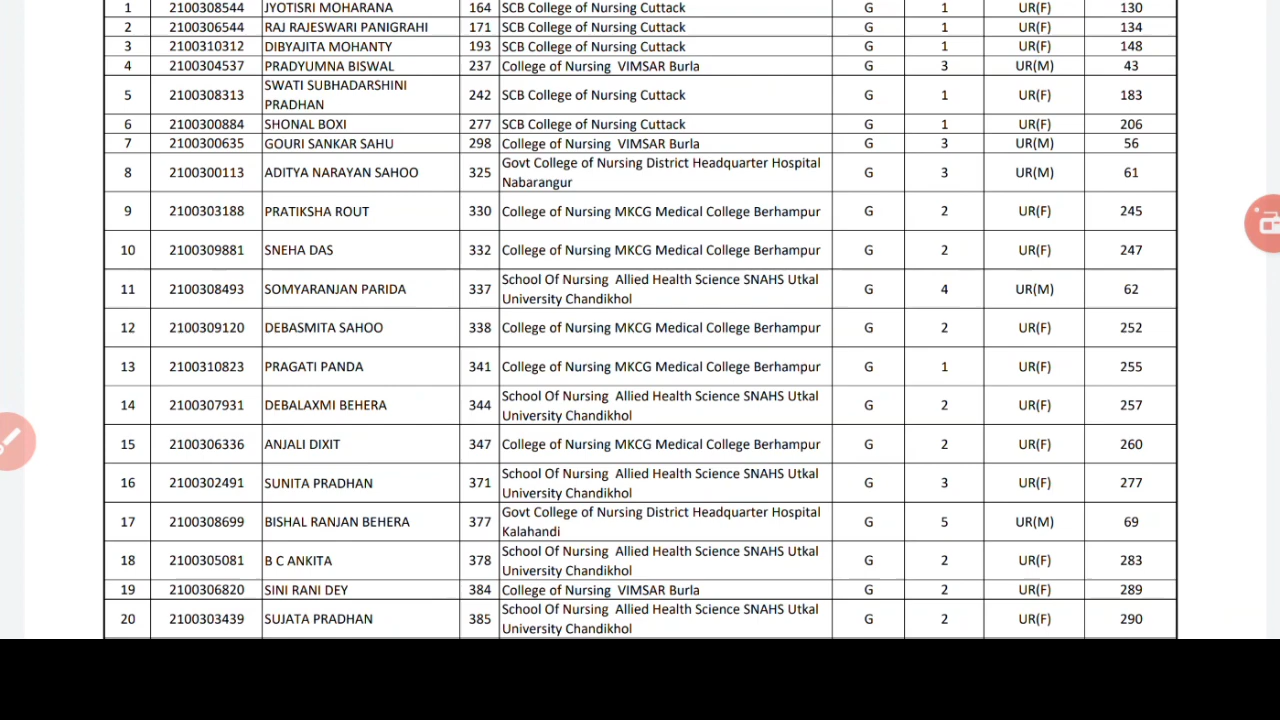 1 2100308544 JYOTISRI MOHARANA 164 SCB College of Nursing Cuttack G 1 UR(F) 130
2 2100306544 RAJ RAJESWARI PANIGRAHI 171 SCB College of Nursing Cuttack G 1 UR(F) 134
3 2100310312 DIBYAJITA MOHANTY 193 SCB College of Nursing Cuttack G 1 UR(F) 148
4 2100304537 PRADYUMNA BISWAL 237 College of Nursing VIMSAR Burla G 3 UR(M) 43
5 2100308313 SWATI SUBHADARSHINI
PRADHAN 242 SCB College of Nursing Cuttack G 1 UR(F) 183
6 2100300884 SHONAL BOXI 277 SCB College of Nursing Cuttack G 1 UR(F) 206
7 2100300635 GOURI SANKAR SAHU 298 College of Nursing VIMSAR Burla G 3 UR(M) 56
8 2100300113 ADITYA NARAYAN SAHOO 325 Govt College of Nursing District Headquarter Hospital
Nabarangur G 3 UR(M) 61
9 2100303188 PRATIKSHA ROUT 330 College of Nursing MKCG Medical College Berhampur G 2 UR(F) 245
10 2100309881 SNEHA DAS 332 College of Nursing MKCG Medical College Berhampur G 2 UR(F) 247
11 2100308493 SOMYARANJAN PARIDA 337 School Of Nursing Allied Health Science SNAHS Utkal
University Chandikhol G 4 UR(M) 62
12 2100309120 DEBASMITA SAHOO 338 College of Nursing MKCG Medical College Berhampur G 2 UR(F) 252
13 2100310823 PRAGATI PANDA 341 College of Nursing MKCG Medical College Berhampur G 1 UR(F) 255
14 2100307931 DEBALAXMI BEHERA 344 School Of Nursing Allied Health Science SNAHS Utkal
University Chandikhol G 2 UR(F) 257
15 2100306336 ANJALI DIXIT 347 College of Nursing MKCG Medical College Berhampur G 2 UR(F) 260
16 2100302491 SUNITA PRADHAN 371 School Of Nursing Allied Health Science SNAHS Utkal
University Chandikhol G 3 UR(F) 277
17 2100308699 BISHAL RANJAN BEHERA 377 Govt College of Nursing District Headquarter Hospital
Kalahandi G 5 UR(M) 69
18 2100305081 B C ANKITA 378 School Of Nursing Allied Health Science SNAHS Utkal
University Chandikhol G 2 UR(F) 283
19 2100306820 SINI RANI DEY 384 College of Nursing VIMSAR Burla G 2 UR(F) 289
20 2100303439 SUJATA PRADHAN 385 School Of Nursing Allied Health Science SNAHS Utkal
University Chandikhol G 2 UR(F) 290